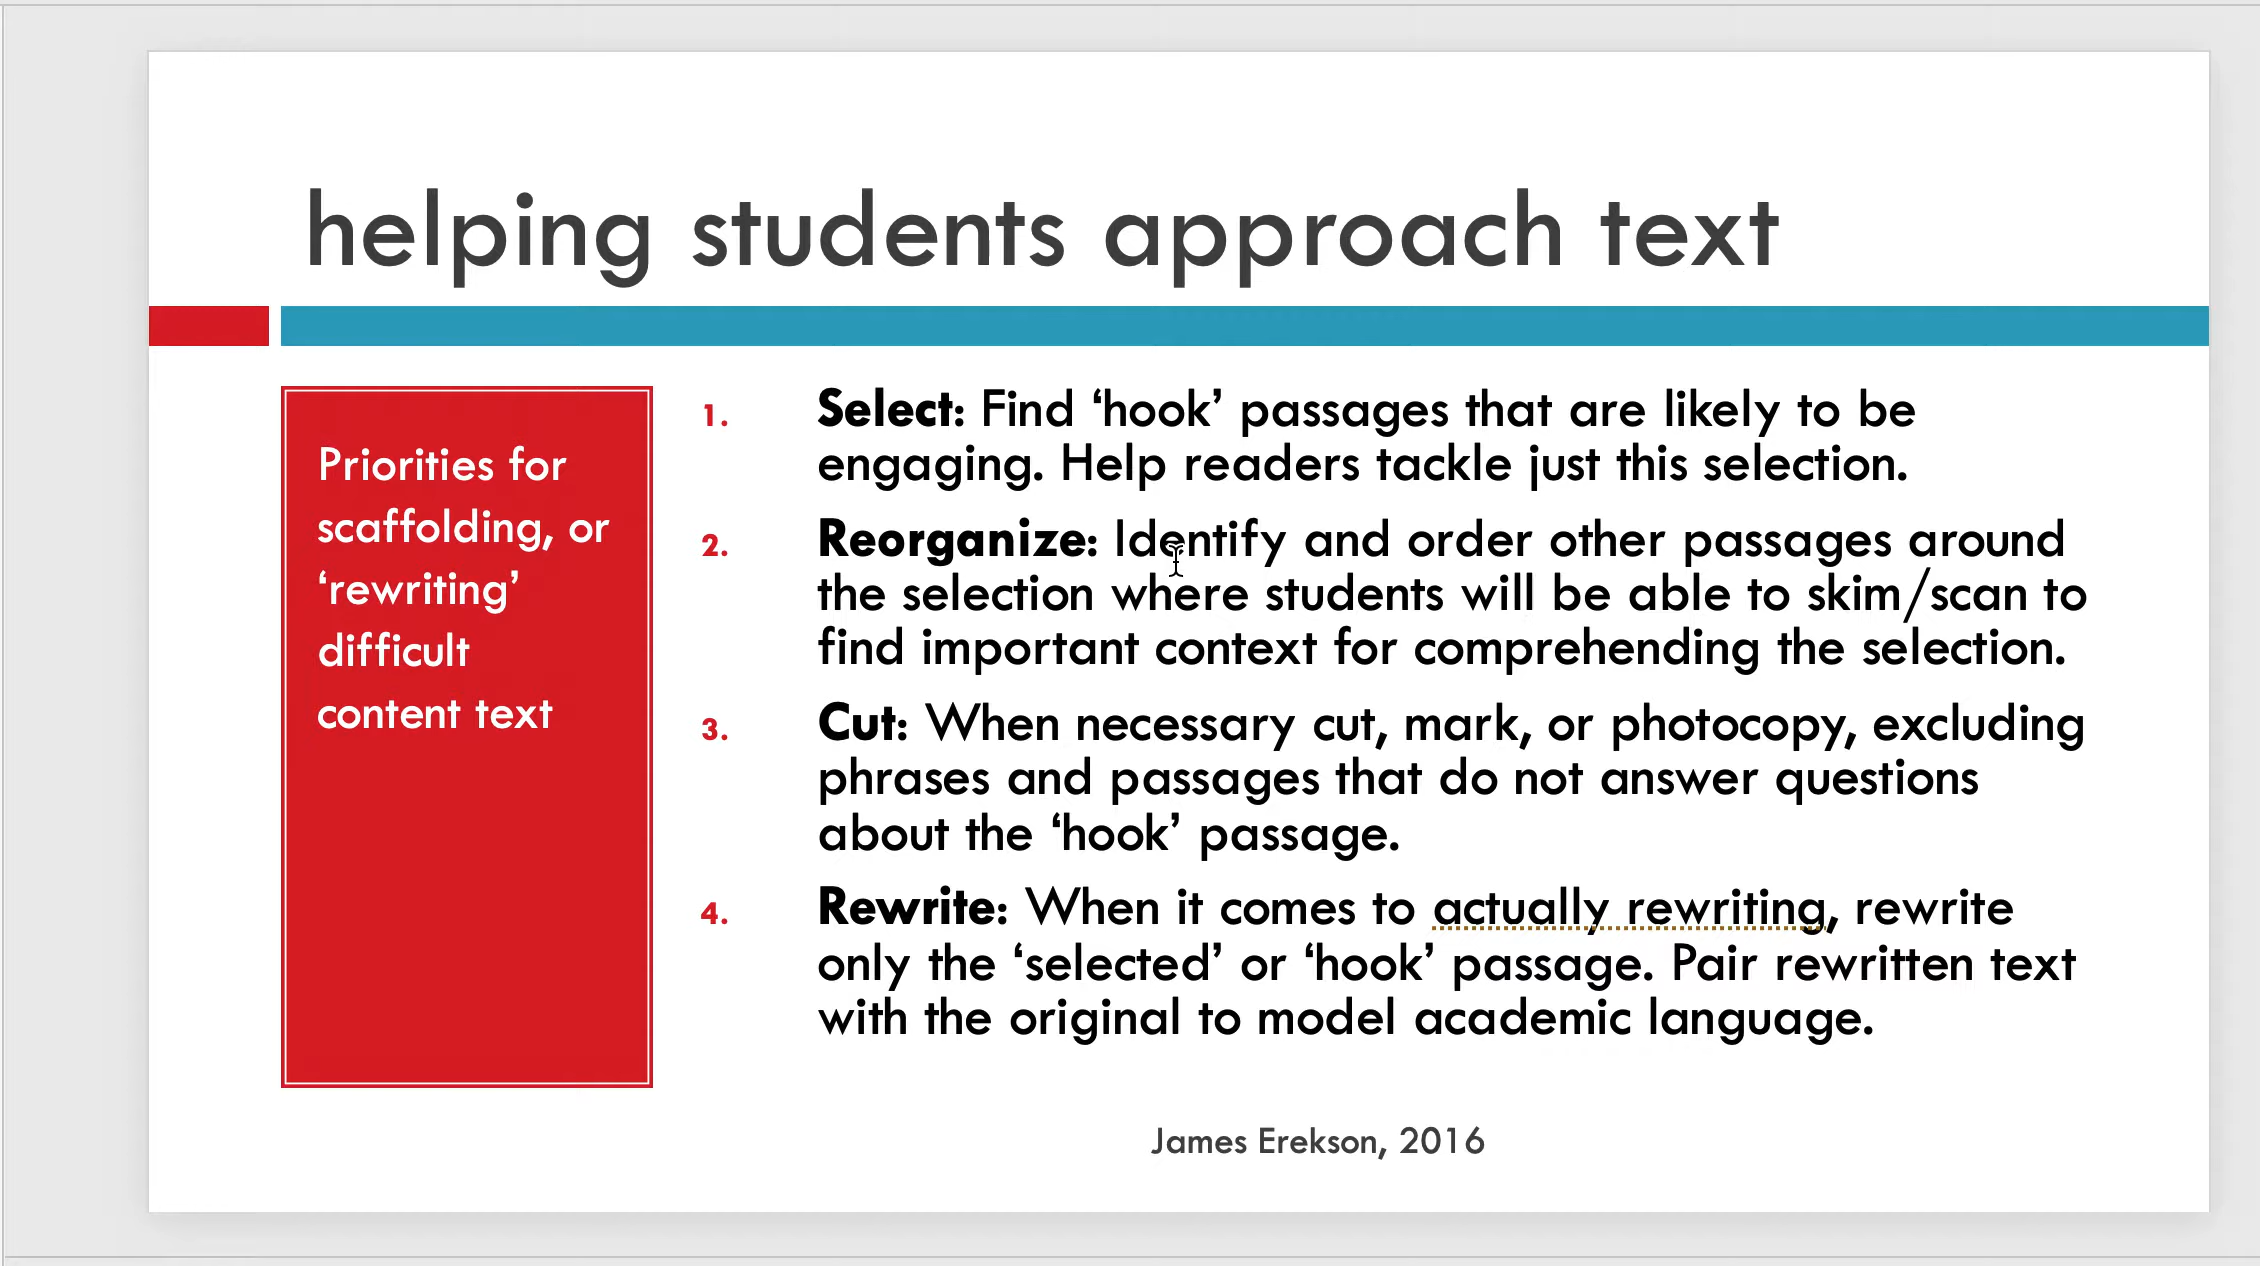 helping students approach text
Priorities for
scaffolding, or
‘rewriting’
difficult
content text
1. Select: Find ‘hook’ passages that are likely to be
engaging. Help readers tackle just this selection.
2. Reorganize: Identify and order other passages around
the selection where students will be able to skim/scan to
find important context for comprehending the selection.
3. Cut: When necessary cut, mark, or photocopy, excluding
phrases and passages that do not answer questions
about the ‘hook’ passage.
4. Rewrite: When it comes to actually rewriting, rewrite
only the ‘selected’ or ‘hook’ passage. Pair rewritten text
with the original to model academic language.
James Erekson, 2016